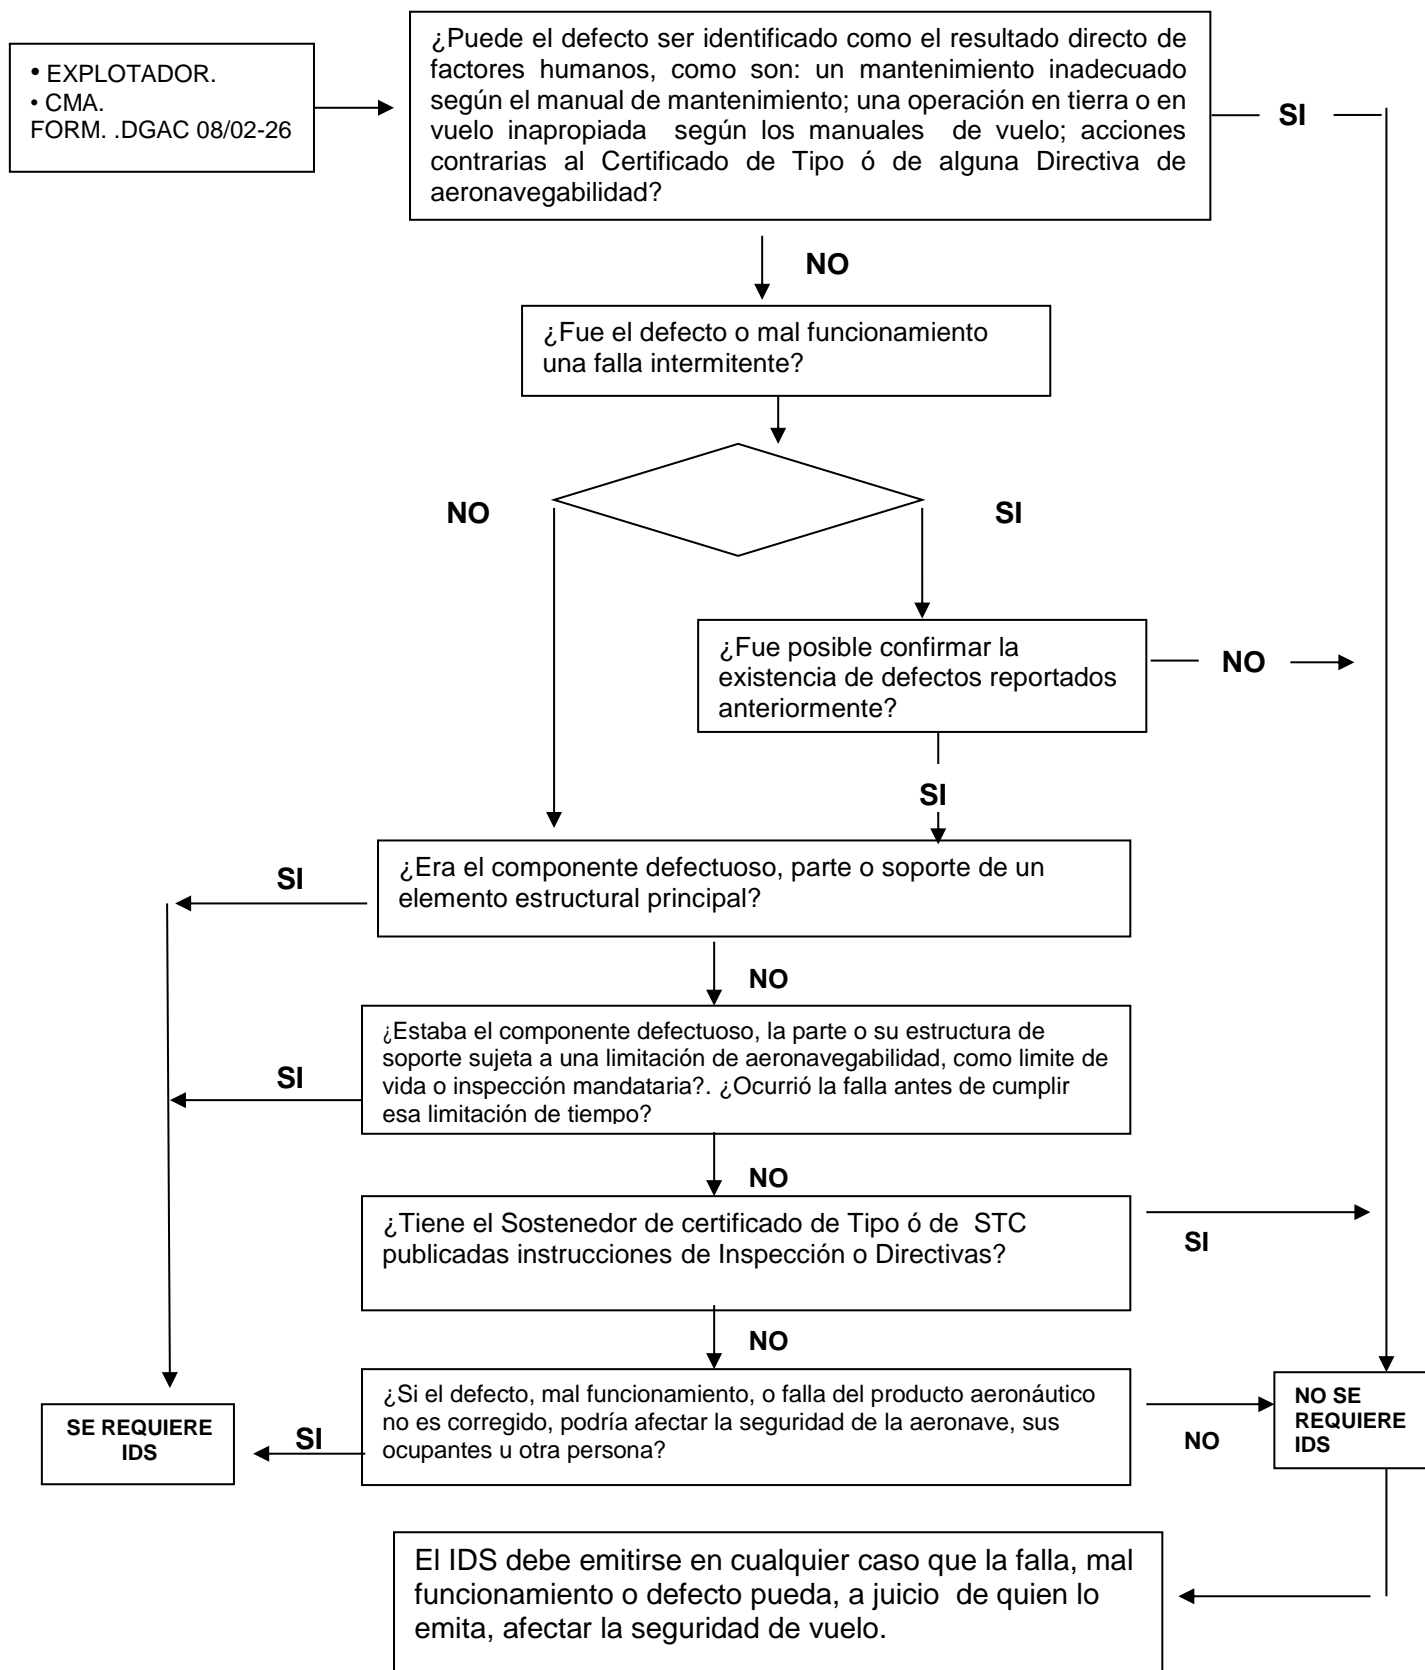 • EXPLOTADOR.
• CMA.
FORM. .DGAC 08/02-26
¿Puede el defecto ser identificado como el resultado directo de
factores humanos, como son: un mantenimiento inadecuado
según el manual de mantenimiento; una operación en tierra o en
vuelo inapropiada según los manuales de vuelo; acciones
contrarias al Certificado de Tipo ó de alguna Directiva de
aeronavegabilidad?
SI
NO
¿Fue el defecto o mal funcionamiento
una falla intermitente?
NO
SI
¿Fue posible confirmar la
existencia de defectos reportados
anteriormente?
NO
SI
¿Era el componente defectuoso, parte o soporte de un
elemento estructural principal?
SI
NO
¿Estaba el componente defectuoso, la parte o su estructura de
soporte sujeta a una limitación de aeronavegabilidad, como limite de
vida o inspección mandataria?. ¿Ocurrió la falla antes de cumplir
esa limitación de tiempo?
SI
NO
¿Tiene el Sostenedor de certificado de Tipo ó de STC
publicadas instrucciones de Inspección o Directivas?
SI
NO
¿Si el defecto, mal funcionamiento, o falla del producto aeronáutico
no es corregido, podría afectar la seguridad de la aeronave, sus
ocupantes u otra persona?
SI
NO
SE REQUIERE
IDS
NO SE
REQUIERE
IDS
El IDS debe emitirse en cualquier caso que la falla, mal
funcionamiento o defecto pueda, a juicio de quien lo
emita, afectar la seguridad de vuelo.